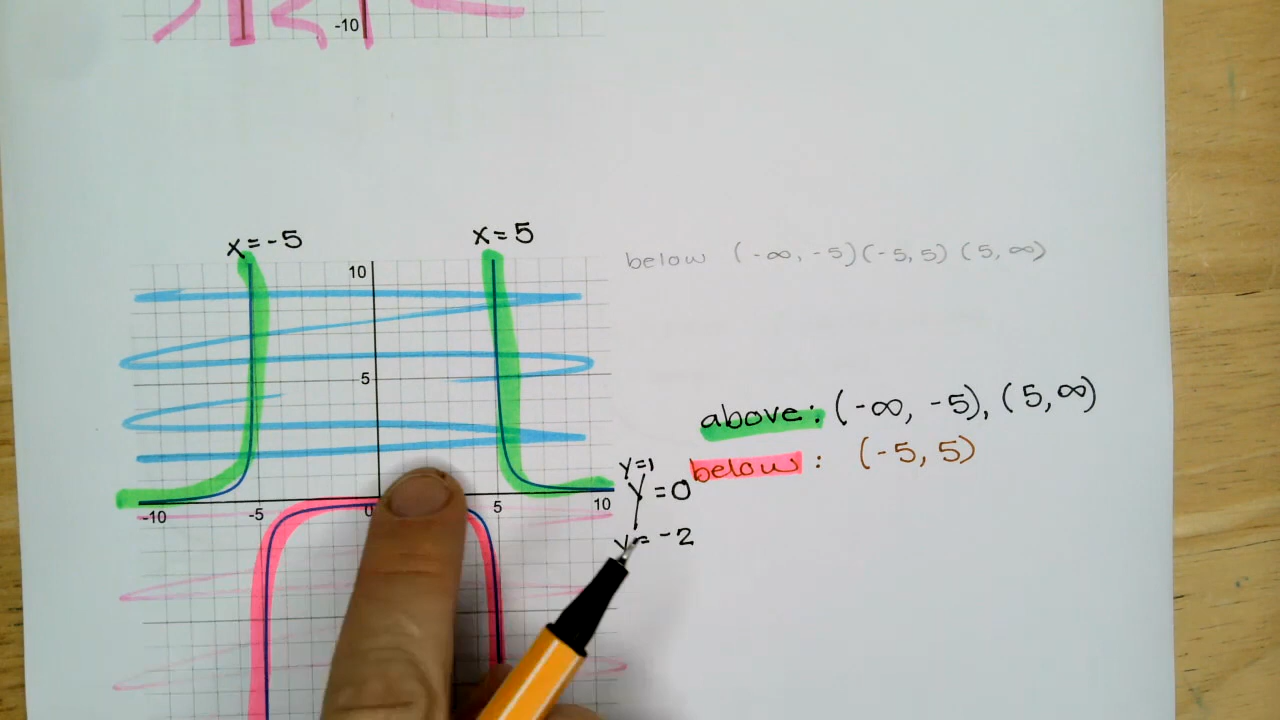 -10
x=-5
x=5
below (-∞, -5)(-5, 5) (5, ∞)
10
5
above: (-∞, -5), (5, ∞)
below: (-5, 5)
y=1
y=0
-10 -5 0 5 10
y=-2